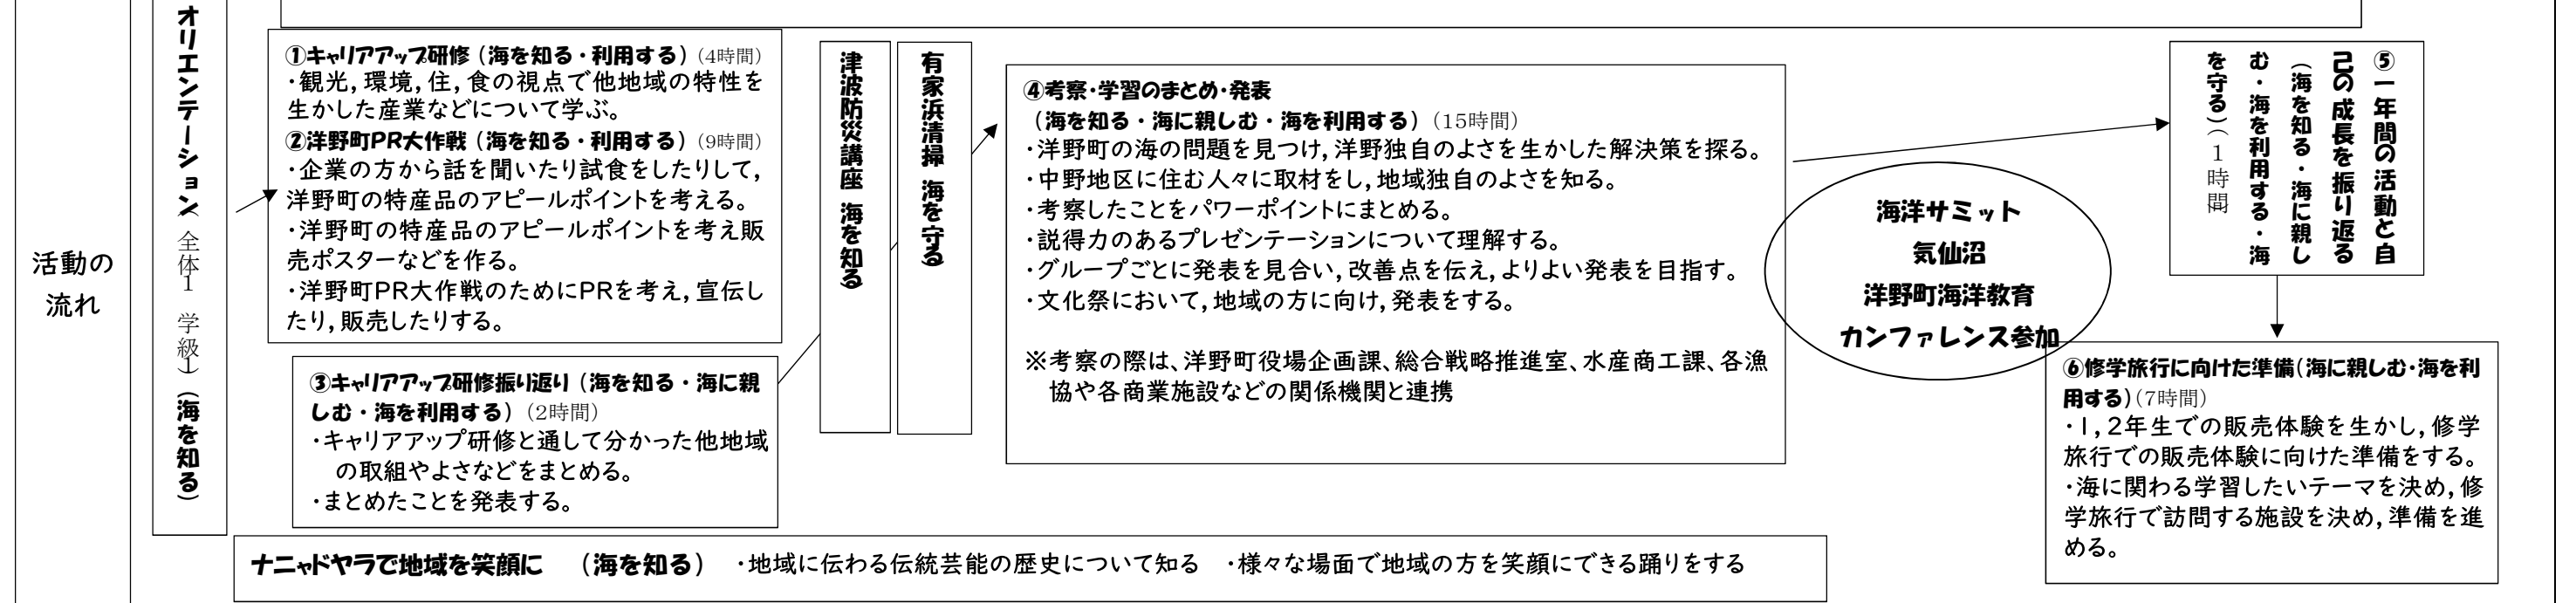 活動の
流れ
オリエンテーション（全体1　学級1）（海を知る）
①キャリアアップ研修（海を知る・利用する）（4時間）
・観光，環境，住，食の視点で他地域の特性を
生かした産業などについて学ぶ。
②洋野町PR大作戦（海を知る・利用する）（9時間）
・企業の方から話を聞いたり試食をしたりして，
洋野町の特産品のアピールポイントを考える。
・洋野町の特産品のアピールポイントを考え販
売ポスターなどを作る。
・洋野町PR大作戦のためにPRを考え，宣伝し
たり，販売したりする。
③キャリアアップ研修振り返り（海を知る・海に親
しむ・海を利用する）（2時間）
・キャリアアップ研修と通して分かった他地域
の取組やよさなどをまとめる。
・まとめたことを発表する。
津波防災講座　海を知る
有家浜清掃　海を守る
④考察・学習のまとめ・発表
（海を知る・海に親しむ・海を利用する）（15時間）
・洋野町の海の問題を見つけ，洋野独自のよさを生かした解決策を探る。
・中野地区に住む人々に取材をし，地域独自のよさを知る。
・考察したことをパワーポイントにまとめる。
・説得力のあるプレゼンテーションについて理解する。
・グループごとに発表を見合い，改善点を伝え，よりよい発表を目指す。
・文化祭において，地域の方に向け，発表をする。
※考察の際は、洋野町役場企画課、総合戦略推進室、水産商工課、各漁
協や各商業施設などの関係機関と連携
海洋サミット
気仙沼
洋野町海洋教育
カンファレンス参加
⑤一年間の活動と自
己の成長を振り返る
（海を知る・海に親し
む・海を利用する・海
を守る）（1時間
⑥修学旅行に向けた準備（海に親しむ・海を利
用する）（7時間）
・1，2年生での販売体験を生かし，修学
旅行での販売体験に向けた準備をする。
・海に関わる学習したいテーマを決め，修
学旅行で訪問する施設を決め，準備を進
める。
ナニャドヤラで地域を笑顔に　（海を知る）　・地域に伝わる伝統芸能の歴史について知る　・様々な場面で地域の方を笑顔にできる踊りをする